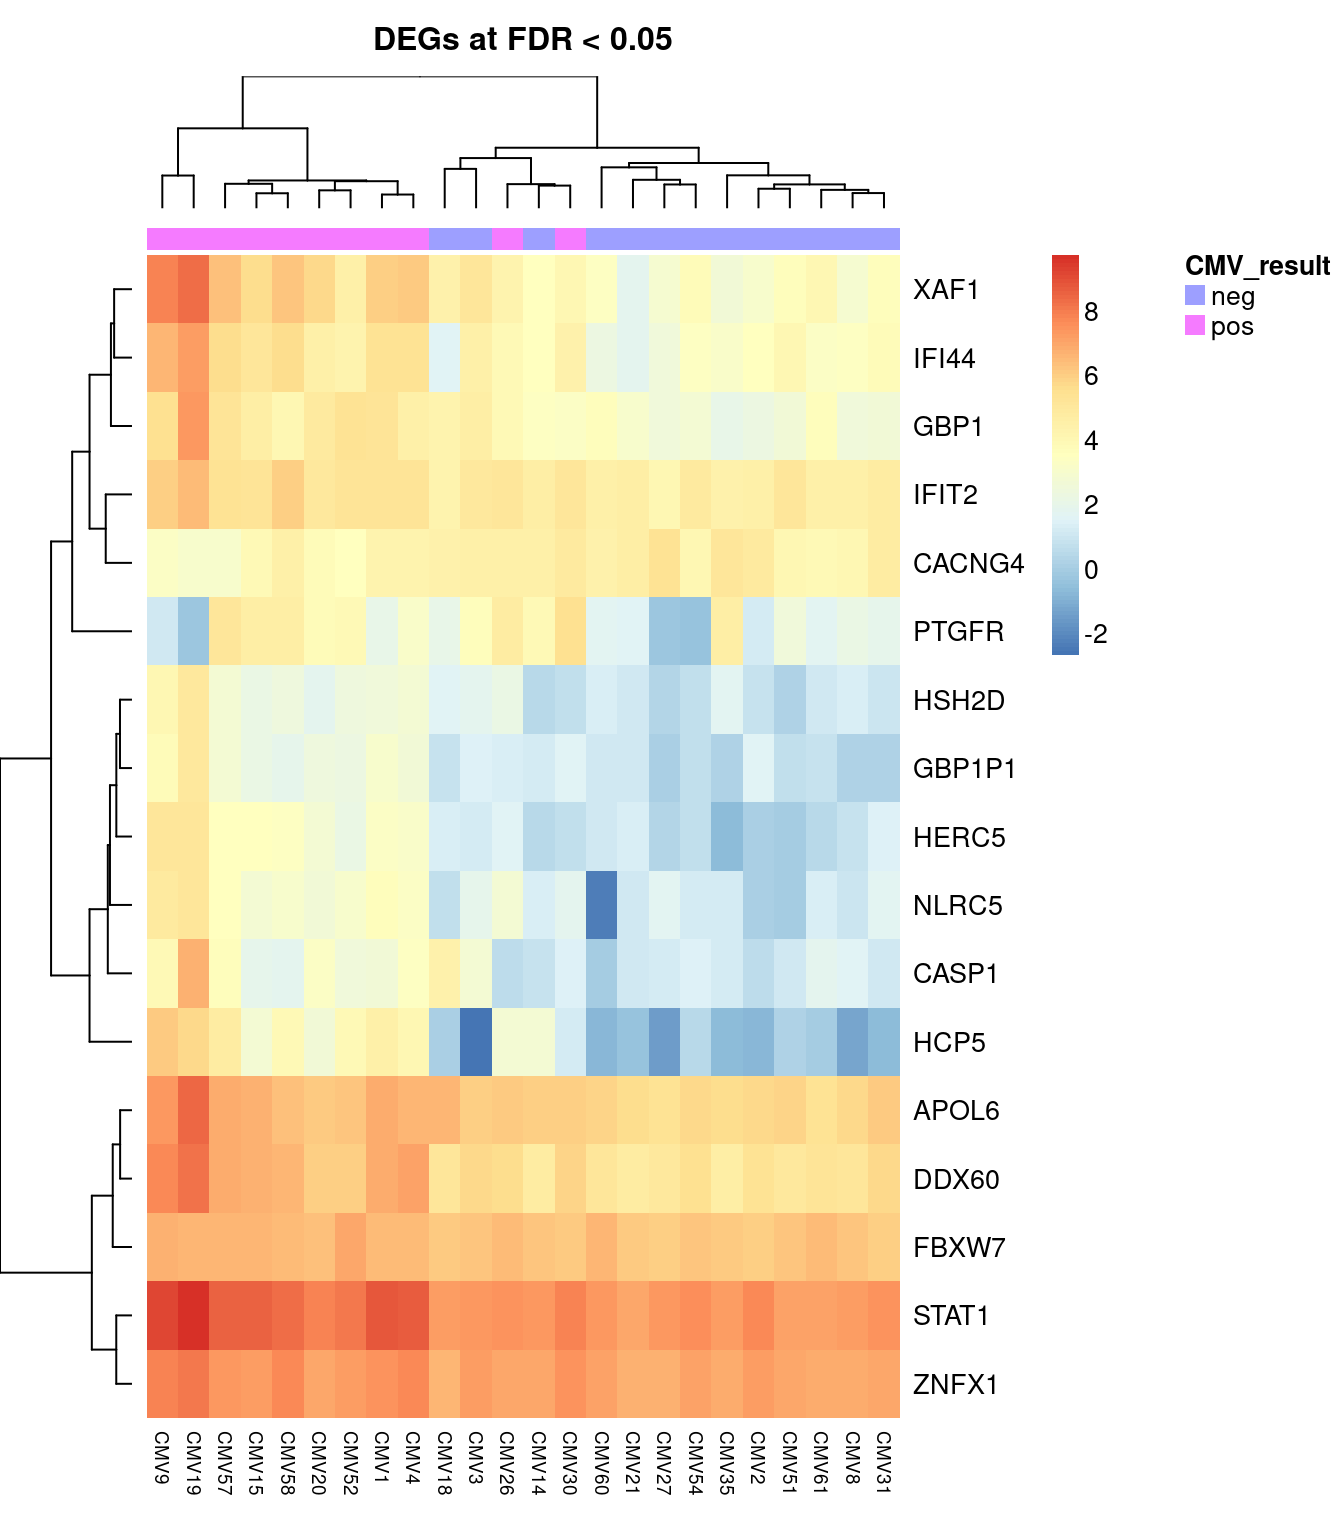 DEGs at FDR < 0.05
CMV_result
neg
pos
8
6
4
2
0
-2
XAF1
IFI44
GBP1
IFIT2
CACNG4
PTGFR
HSH2D
GBP1P1
HERC5
NLRC5
CASP1
HCP5
APOL6
DDX60
FBXW7
STAT1
ZNFX1
CMV9
CMV19
CMV57
CMV15
CMV58
CMV20
CMV52
CMV1
CMV4
CMV18
CMV3
CMV26
CMV14
CMV30
CMV60
CMV21
CMV27
CMV54
CMV35
CMV2
CMV51
CMV61
CMV8
CMV31